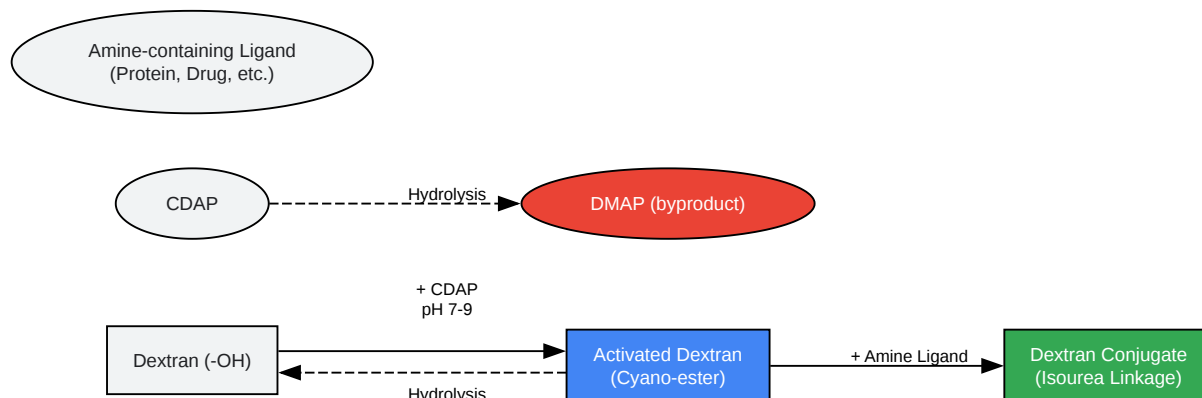 Amine-containing Ligand
(Protein, Drug, etc.)
CDAP
Hydrolysis
DMAP (byproduct)
+ CDAP
pH 7-9
Dextran (-OH)
Activated Dextran
(Cyano-ester)
+ Amine Ligand
Dextran Conjugate
(Isourea Linkage)
Hydrolysis